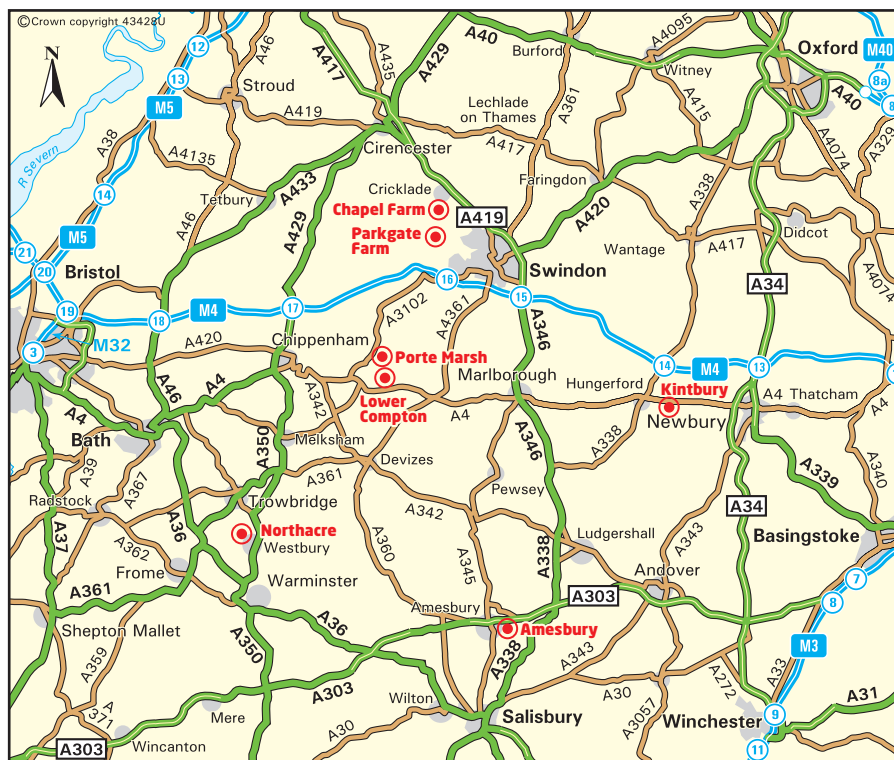 ©Crown copyright 43428U
N
12
A46
A417
A435
A429
A40
Burford
A4095
Oxford
M40
13
Stroud
Witney
8a
8
A40
M5
A38
A419
Lechlade
on Thames
A361
A415
A4074
A329
R Severn
A4135
Cirencester
A417
14
Tetbury
A433
Cricklade
Faringdon
A338
A46
A429
Chapel Farm
A419
A420
M5
Parkgate
Farm
Wantage
A417
Didcot
21
20
Bristol
16
Swindon
A4074
19
M4
17
A3102
A4361
15
A34
18
3
M32
A420
Chippenham
A346
Porte Marsh
Marlborough
14
M4
13
A46
A4
A342
Lower
Compton
Hungerford
Kintbury
A4
Thatcham
A4
A4
Newbury
A4
Bath
A350
Melksham
A346
A338
A39
A367
Devizes
A361
A339
A340
Radstock
Trowbridge
Pewsey
A342
A34
A37
A36
Northacre
A343
A362
Westbury
A360
Ludgershall
Basingstoke
Frome
A345
A338
Andover
7
A361
Warminster
Amesbury
A303
8
Shepton Mallet
A36
Amesbury
A350
A338
A343
M3
A359
A272
A33
A303
Wilton
A30
A31
A
371
Mere
A30
Salisbury
A3057
Winchester
9
A303
Wincanton
11